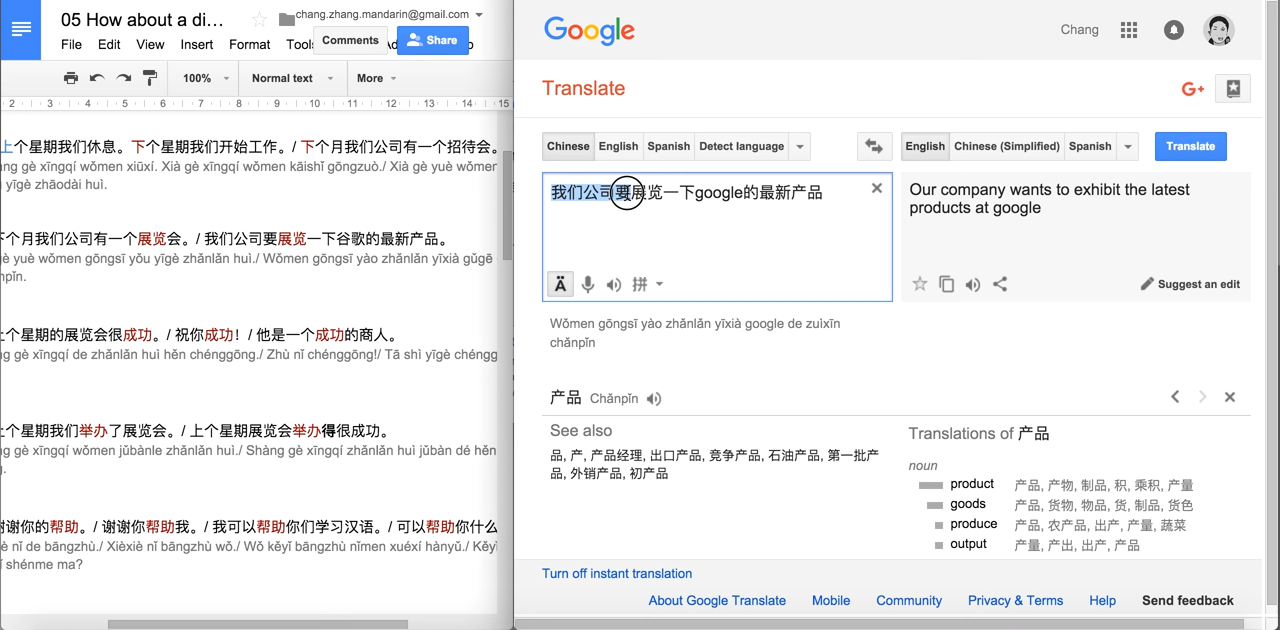 05 How about a di…
chang.zhang.mandarin@gmail.com
File Edit View Insert Format
Comments
Share
100% Normal text More
2 3 4 5 6 7 8 9 10 11 12 13 14 15
上个星期我们休息。下个星期我们开始工作。/ 下个月我们公司有一个招待会。
gè xīngqí wǒmen xiūxí. Xià gè xīngqí wǒmen kāishǐ gōngzuò./ Xià gè yuè wǒmen
yīgè zhāodài huì.
个月我们公司有一个展览会。/ 我们公司要展览一下谷歌的最新产品。
gè yuè wǒmen gōngsī yǒu yīgè zhǎnlǎn huì./ Wǒmen gōngsī yào zhǎnlǎn yīxià gǔgē
个星期的展览会很成功。/ 祝你成功！/ 他是一个成功的商人。
gè xīngqí de zhǎnlǎn huì hěn chénggōng./ Zhù nǐ chénggōng!/ Tā shì yīgè chéngg
个星期我们举办了展览会。/ 上个星期展览会举办得很成功。
gè xīngqí wǒmen jǔbànle zhǎnlǎn huì./ Shàng gè xīngqí zhǎnlǎn huì jǔbàn dé hěn
谢你的帮助。/ 谢谢你帮助我。/ 我可以帮助你们学习汉语。/ 可以帮助你什么
nǐ de bāngzhù./ Xièxiè nǐ bāngzhù wǒ./ Wǒ kěyǐ bāngzhù nǐmen xuéxí hànyǔ./ Kěyǐ
shénme ma?
Google
Chang
Translate
G+
Chinese English Spanish Detect language
English Chinese (Simplified) Spanish Translate
我们公司要展览一下google的最新产品
Our company wants to exhibit the latest
products at google
Ä 拼
Suggest an edit
Wǒmen gōngsī yào zhǎnlǎn yīxià google de zuìxīn
chǎnpǐn
产品 Chǎnpǐn
See also
品, 产, 产品经理, 出口产品, 竞争产品, 石油产品, 第一批产
品, 外销产品, 初产品
Translations of 产品
noun
product 产品, 产物, 制品, 积, 乘积, 产量
goods 产品, 货物, 物品, 货, 制品, 货色
produce 产品, 农产品, 出产, 产量, 蔬菜
output 产量, 产出, 出产, 产品
Turn off instant translation
About Google Translate Mobile Community Privacy & Terms Help Send feedback